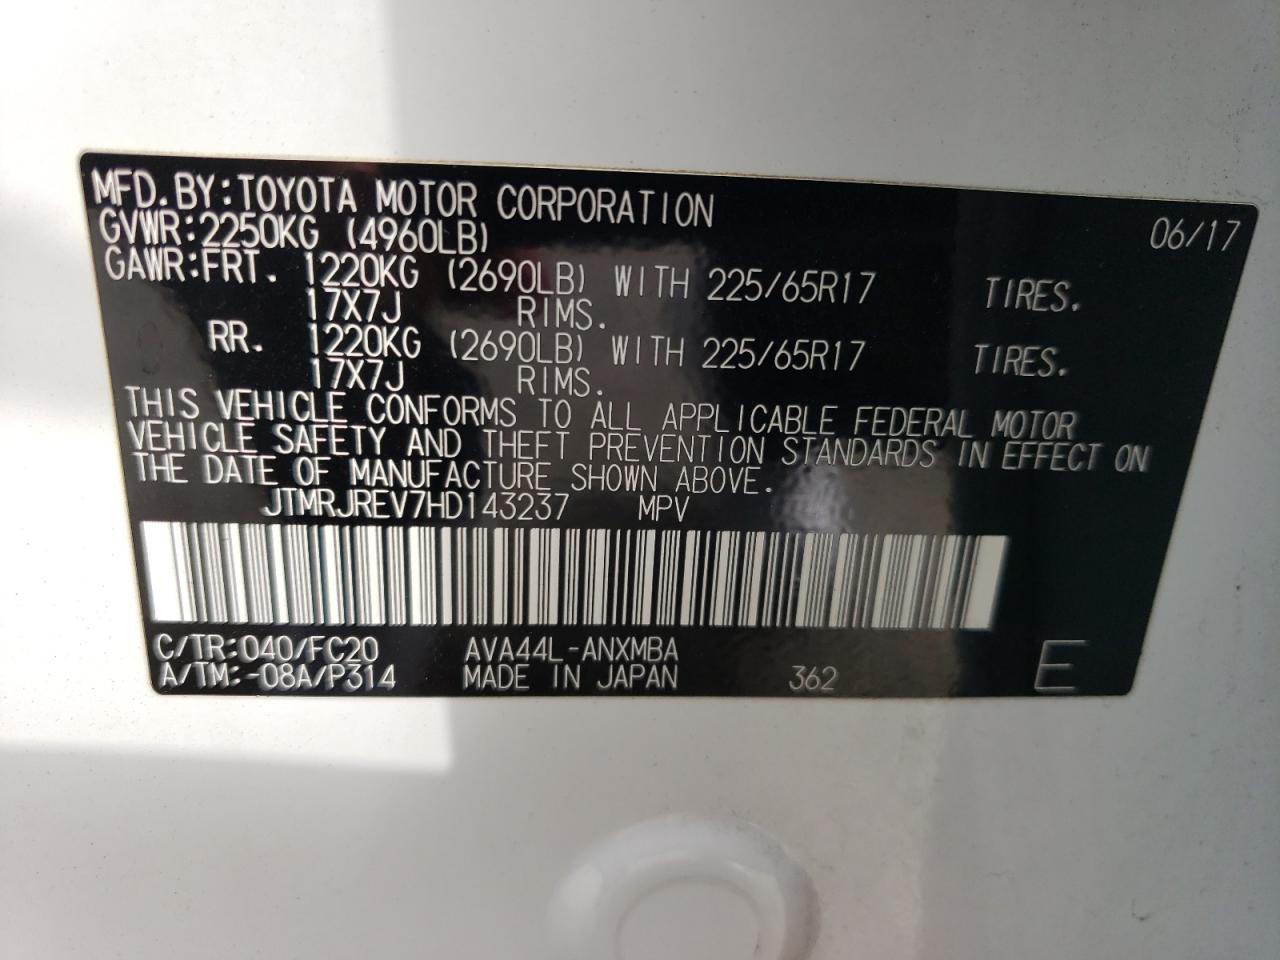 MFD.BY:TOYOTA MOTOR CORPORATION 06/17
GVWR:2250KG (4960LB)
GAWR:FRT. 1220KG (2690LB) WITH 225/65R17 TIRES.
17X7J RIMS.
RR. 1220KG (2690LB) WITH 225/65R17 TIRES.
17X7J RIMS.
THIS VEHICLE CONFORMS TO ALL APPLICABLE FEDERAL MOTOR
VEHICLE SAFETY AND THEFT PREVENTION STANDARDS IN EFFECT ON
THE DATE OF MANUFACTURE SHOWN ABOVE.
JTMRJREV7HD143237 MPV
C/TR:040/FC20 AVA44L-ANXMBA
A/TM:-08A/P314 MADE IN JAPAN 362 E